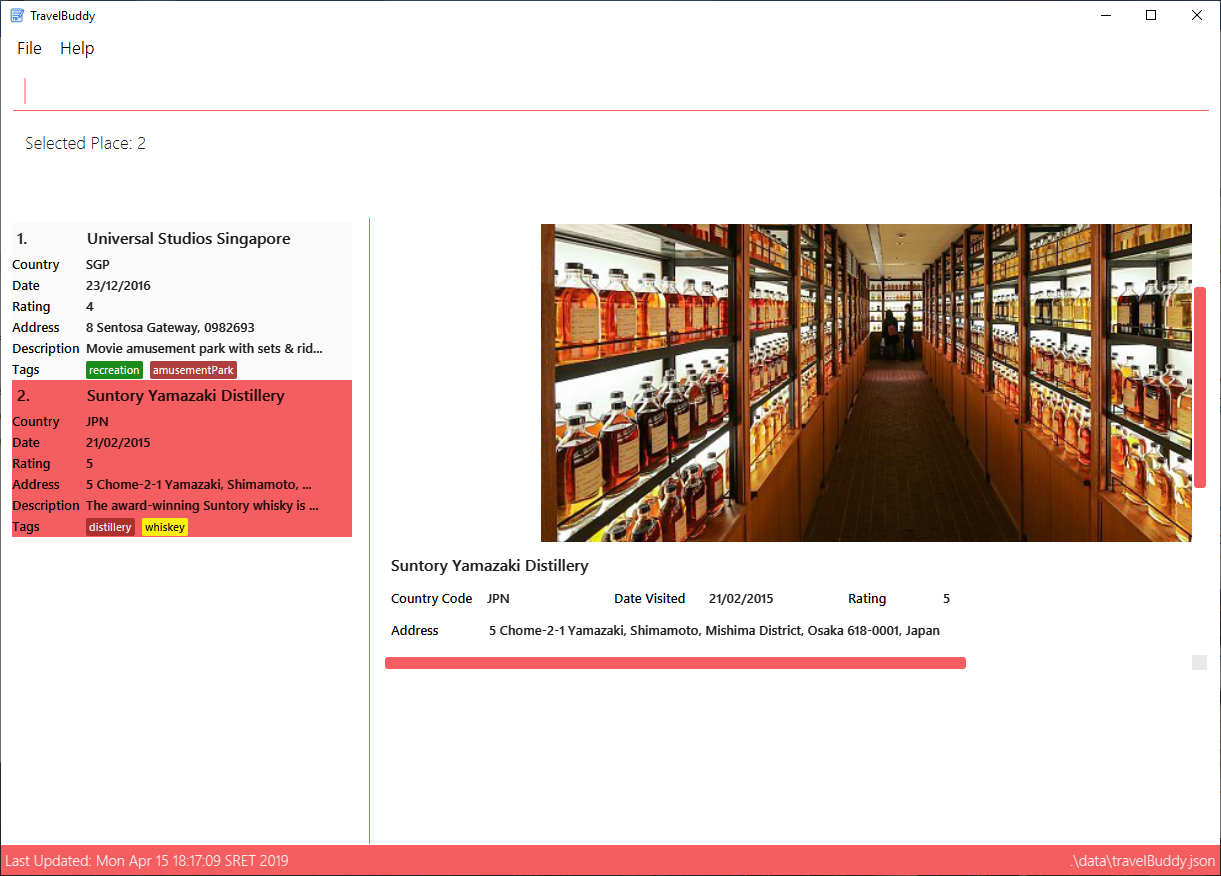 TravelBuddy
File Help
Selected Place: 2
1. Universal Studios Singapore
Country SGP
Date 23/12/2016
Rating 4
Address 8 Sentosa Gateway, 0982693
Description Movie amusement park with sets & rid...
Tags recreation amusementPark
2. Suntory Yamazaki Distillery
Country JPN
Date 21/02/2015
Rating 5
Address 5 Chome-2-1 Yamazaki, Shimamoto, ...
Description The award-winning Suntory whisky is ...
Tags distillery whiskey
Suntory Yamazaki Distillery
Country Code JPN Date Visited 21/02/2015 Rating 5
Address 5 Chome-2-1 Yamazaki, Shimamoto, Mishima District, Osaka 618-0001, Japan
Last Updated: Mon Apr 15 18:17:09 SRET 2019 .\data\travelBuddy.json